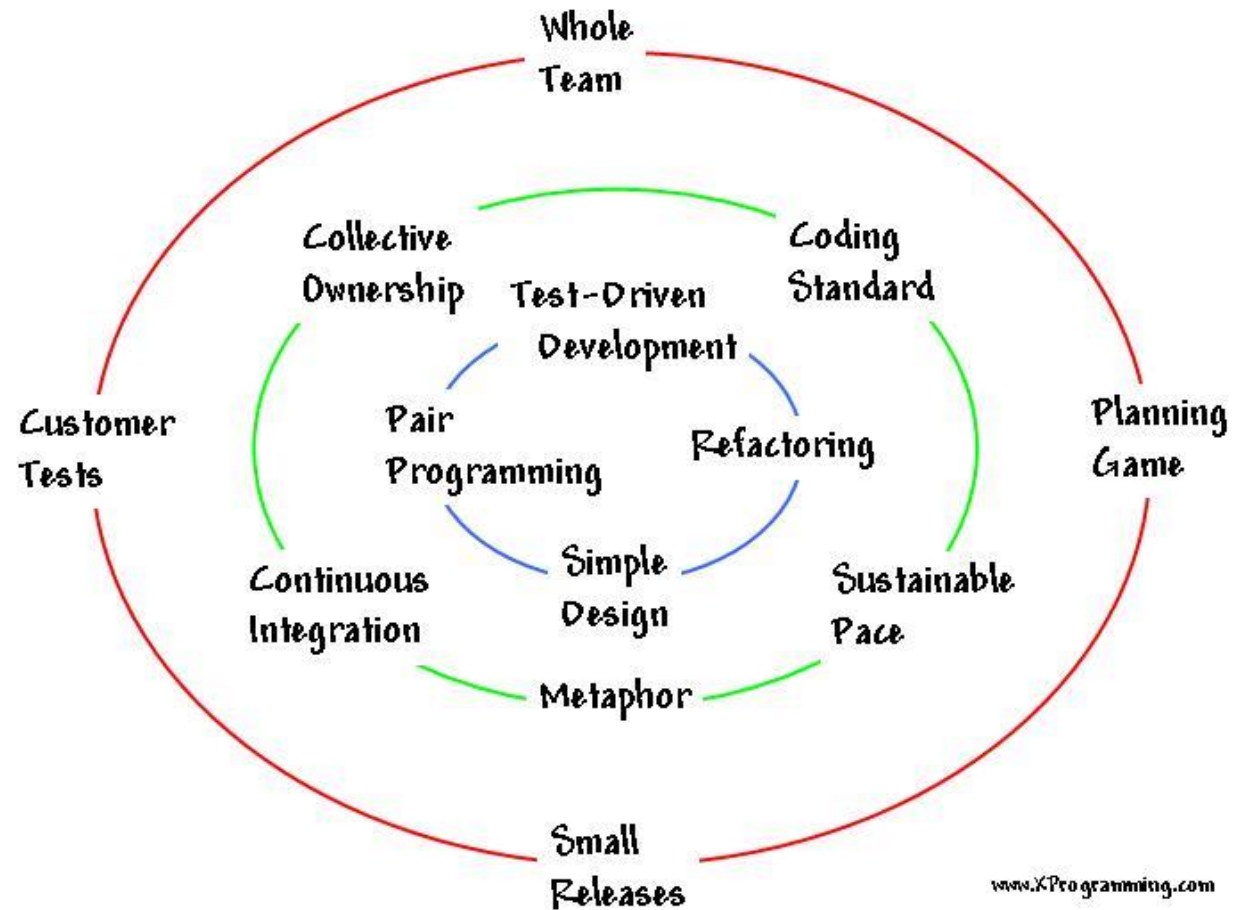 Whole
Team
Collective
Ownership
Coding
Standard
Test-Driven
Development
Customer
Tests
Pair
Programming
Refactoring
Planning
Game
Continuous
Integration
Simple
Design
Sustainable
Pace
Metaphor
Small
Releases
www.XProgramming.com